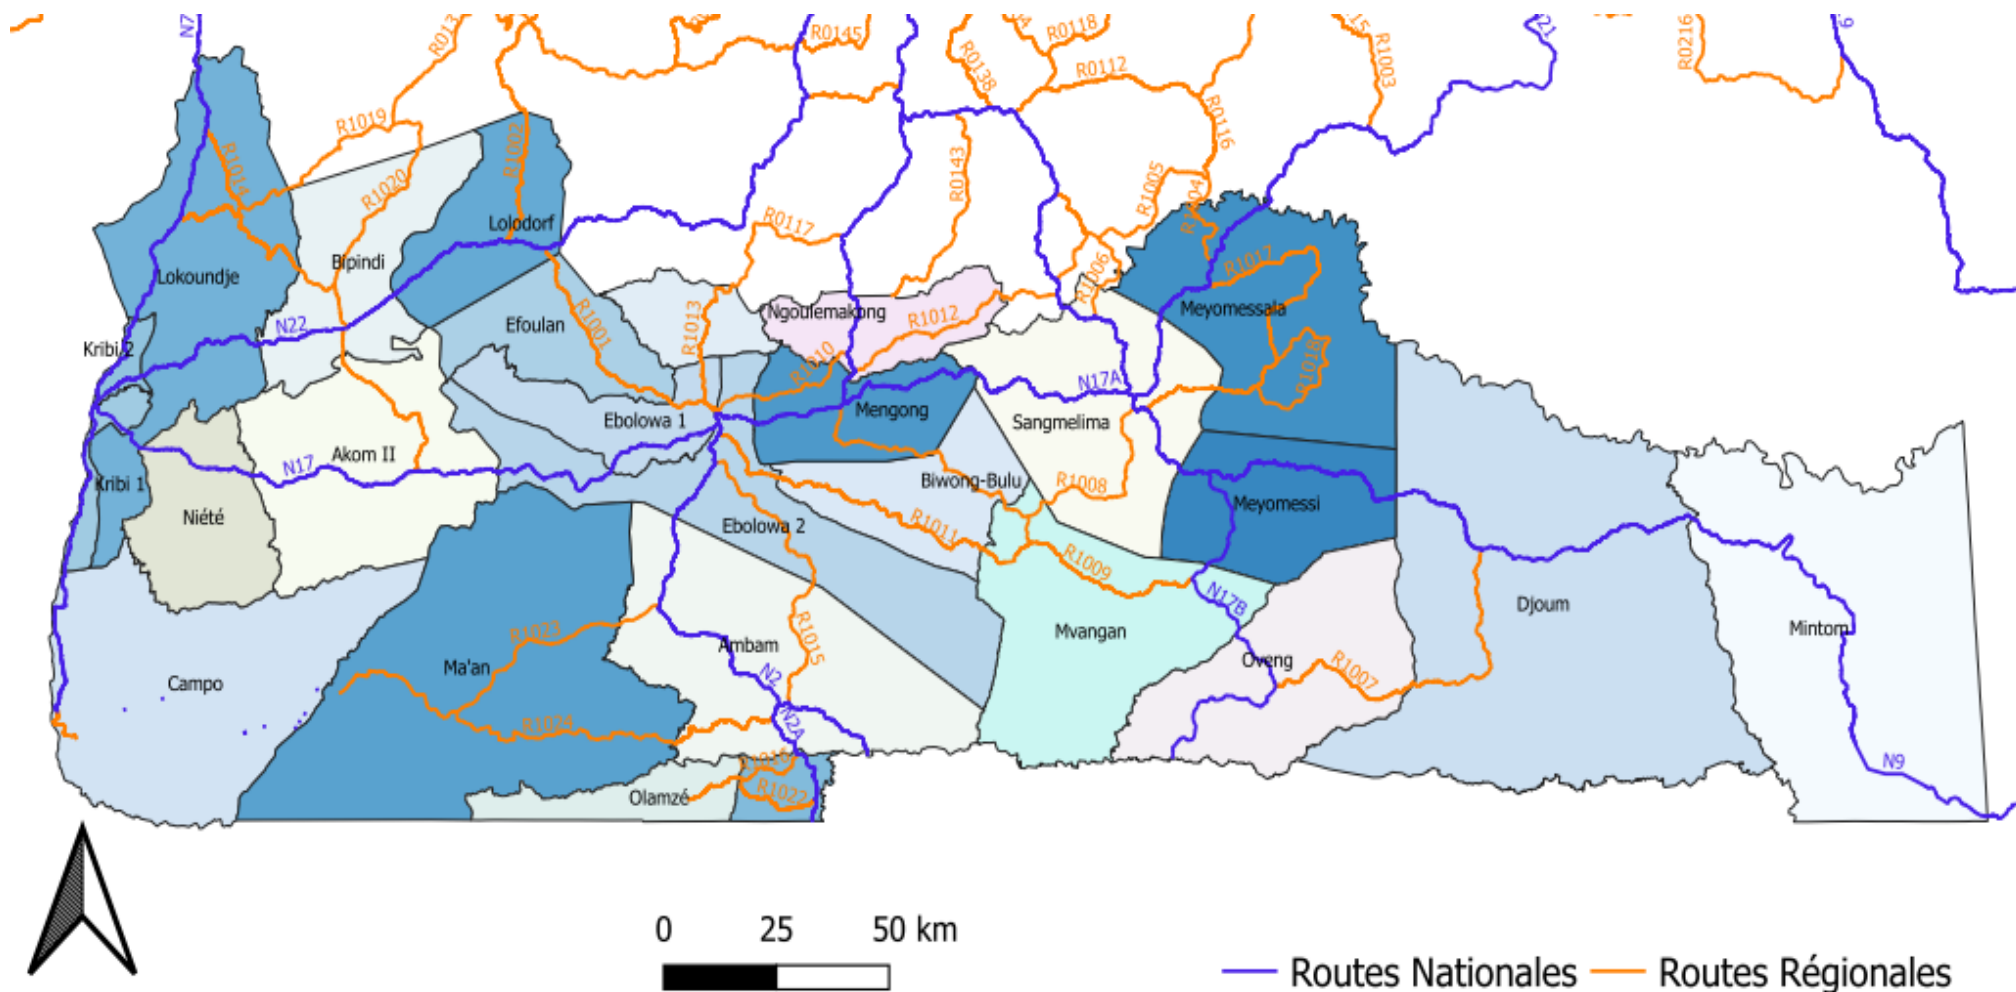 N7
R013
R0145
R0118
R0138
R0112
R1003
R0216
R1019
R1002
R0116
R1014
R1020
R0143
R1005
R0117
Lolodorf
Lokoundje
Bipindi
R1006
R1017
R1013
Ngoulemakong
Meyomessala
N22
Efoulan
R1001
R1012
Kribi 2
R1010
R1018
N17A
Ebolowa 1
Mengong
Sangmelima
Akom II
N17
Kribi 1
Biwong-Bulu
R1008
Niété
Ebolowa 2
R1011
Meyomessi
R1009
N17B
Djoum
R1023
R1015
Mvangan
Mintom
Ma'an
Ambam
Oveng
N2
R1007
Campo
R1024
N2A
R1016
N9
Olamzé
R1022
0 25 50 km
Routes Nationales Routes Régionales